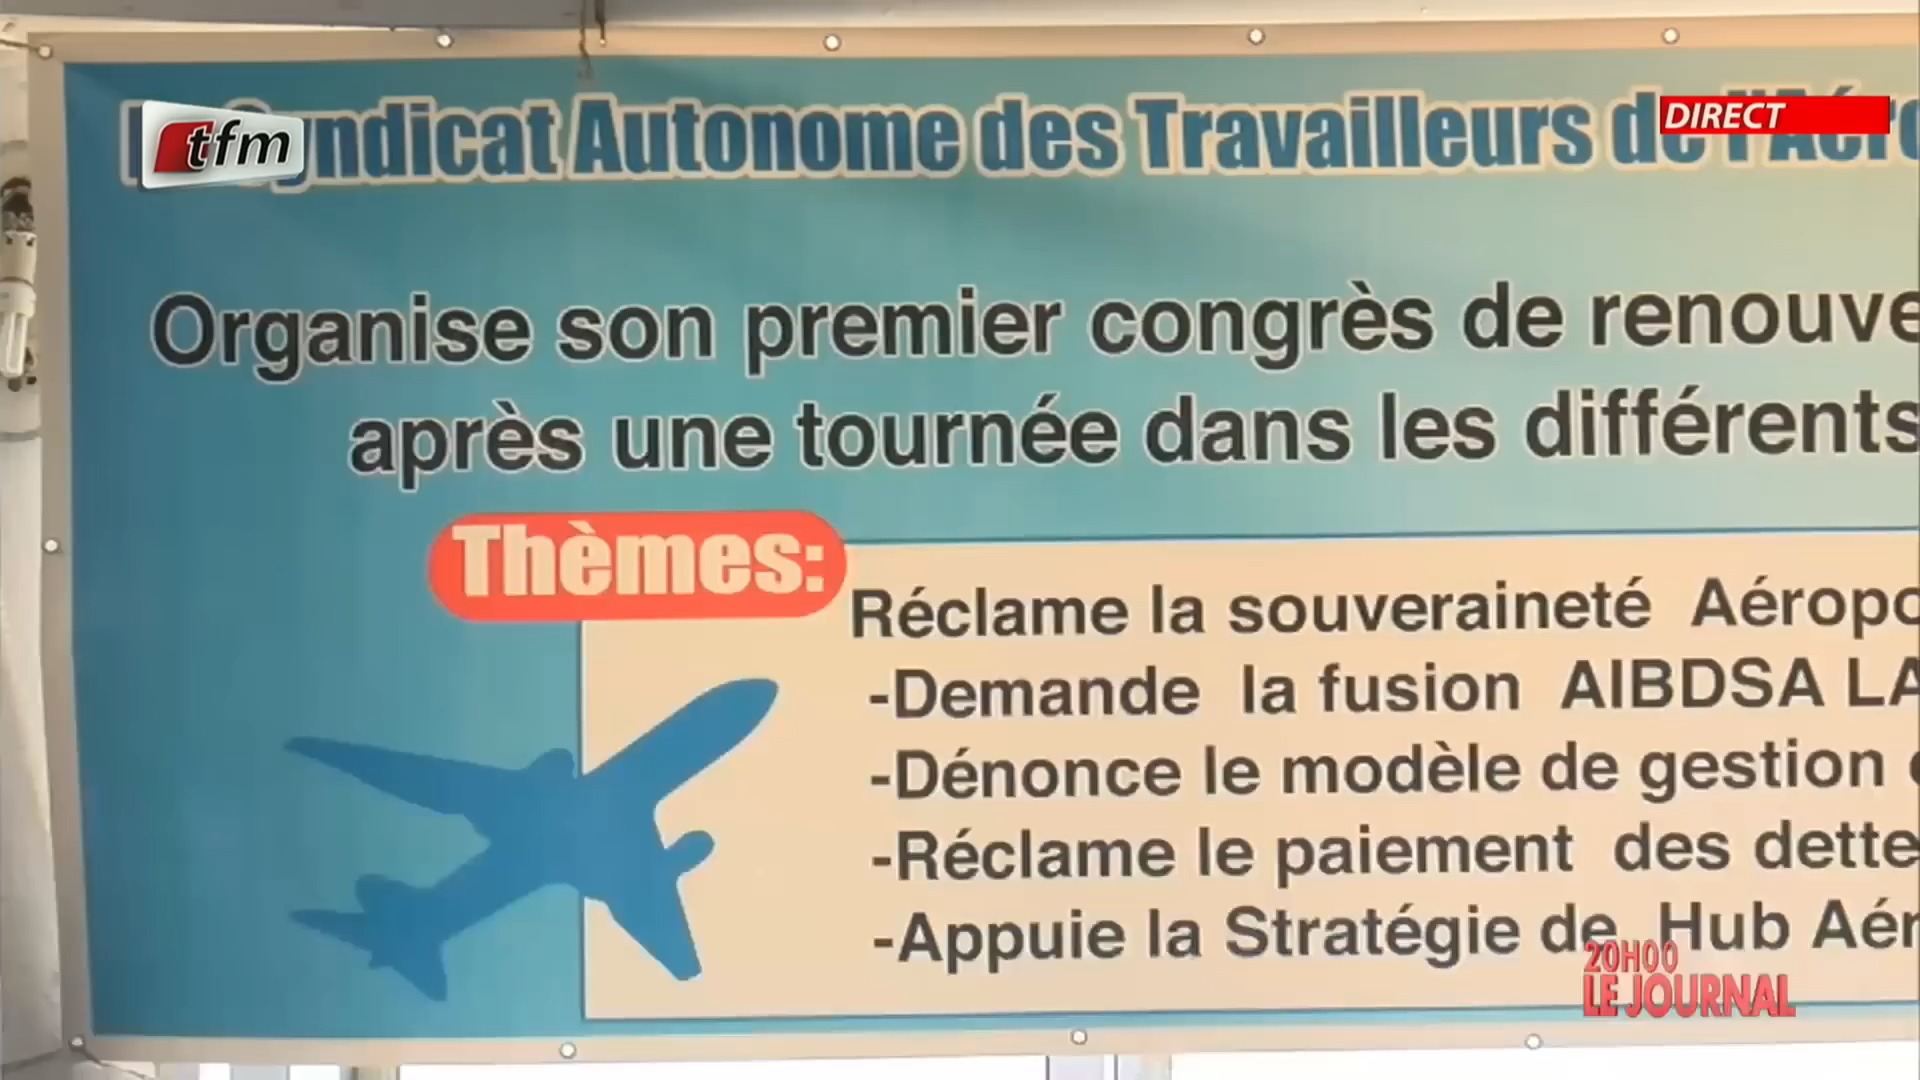 tfm
DIRECT
Syndicat Autonome des Travailleurs de l'Aéro
Organise son premier congrès de renouve
après une tournée dans les différents
Thèmes:
Réclame la souveraineté Aéropo
-Demande la fusion AIBDSA LA
-Dénonce le modèle de gestion
-Réclame le paiement des dette
-Appuie la Stratégie de Hub Aér
20H00
LE JOURNAL